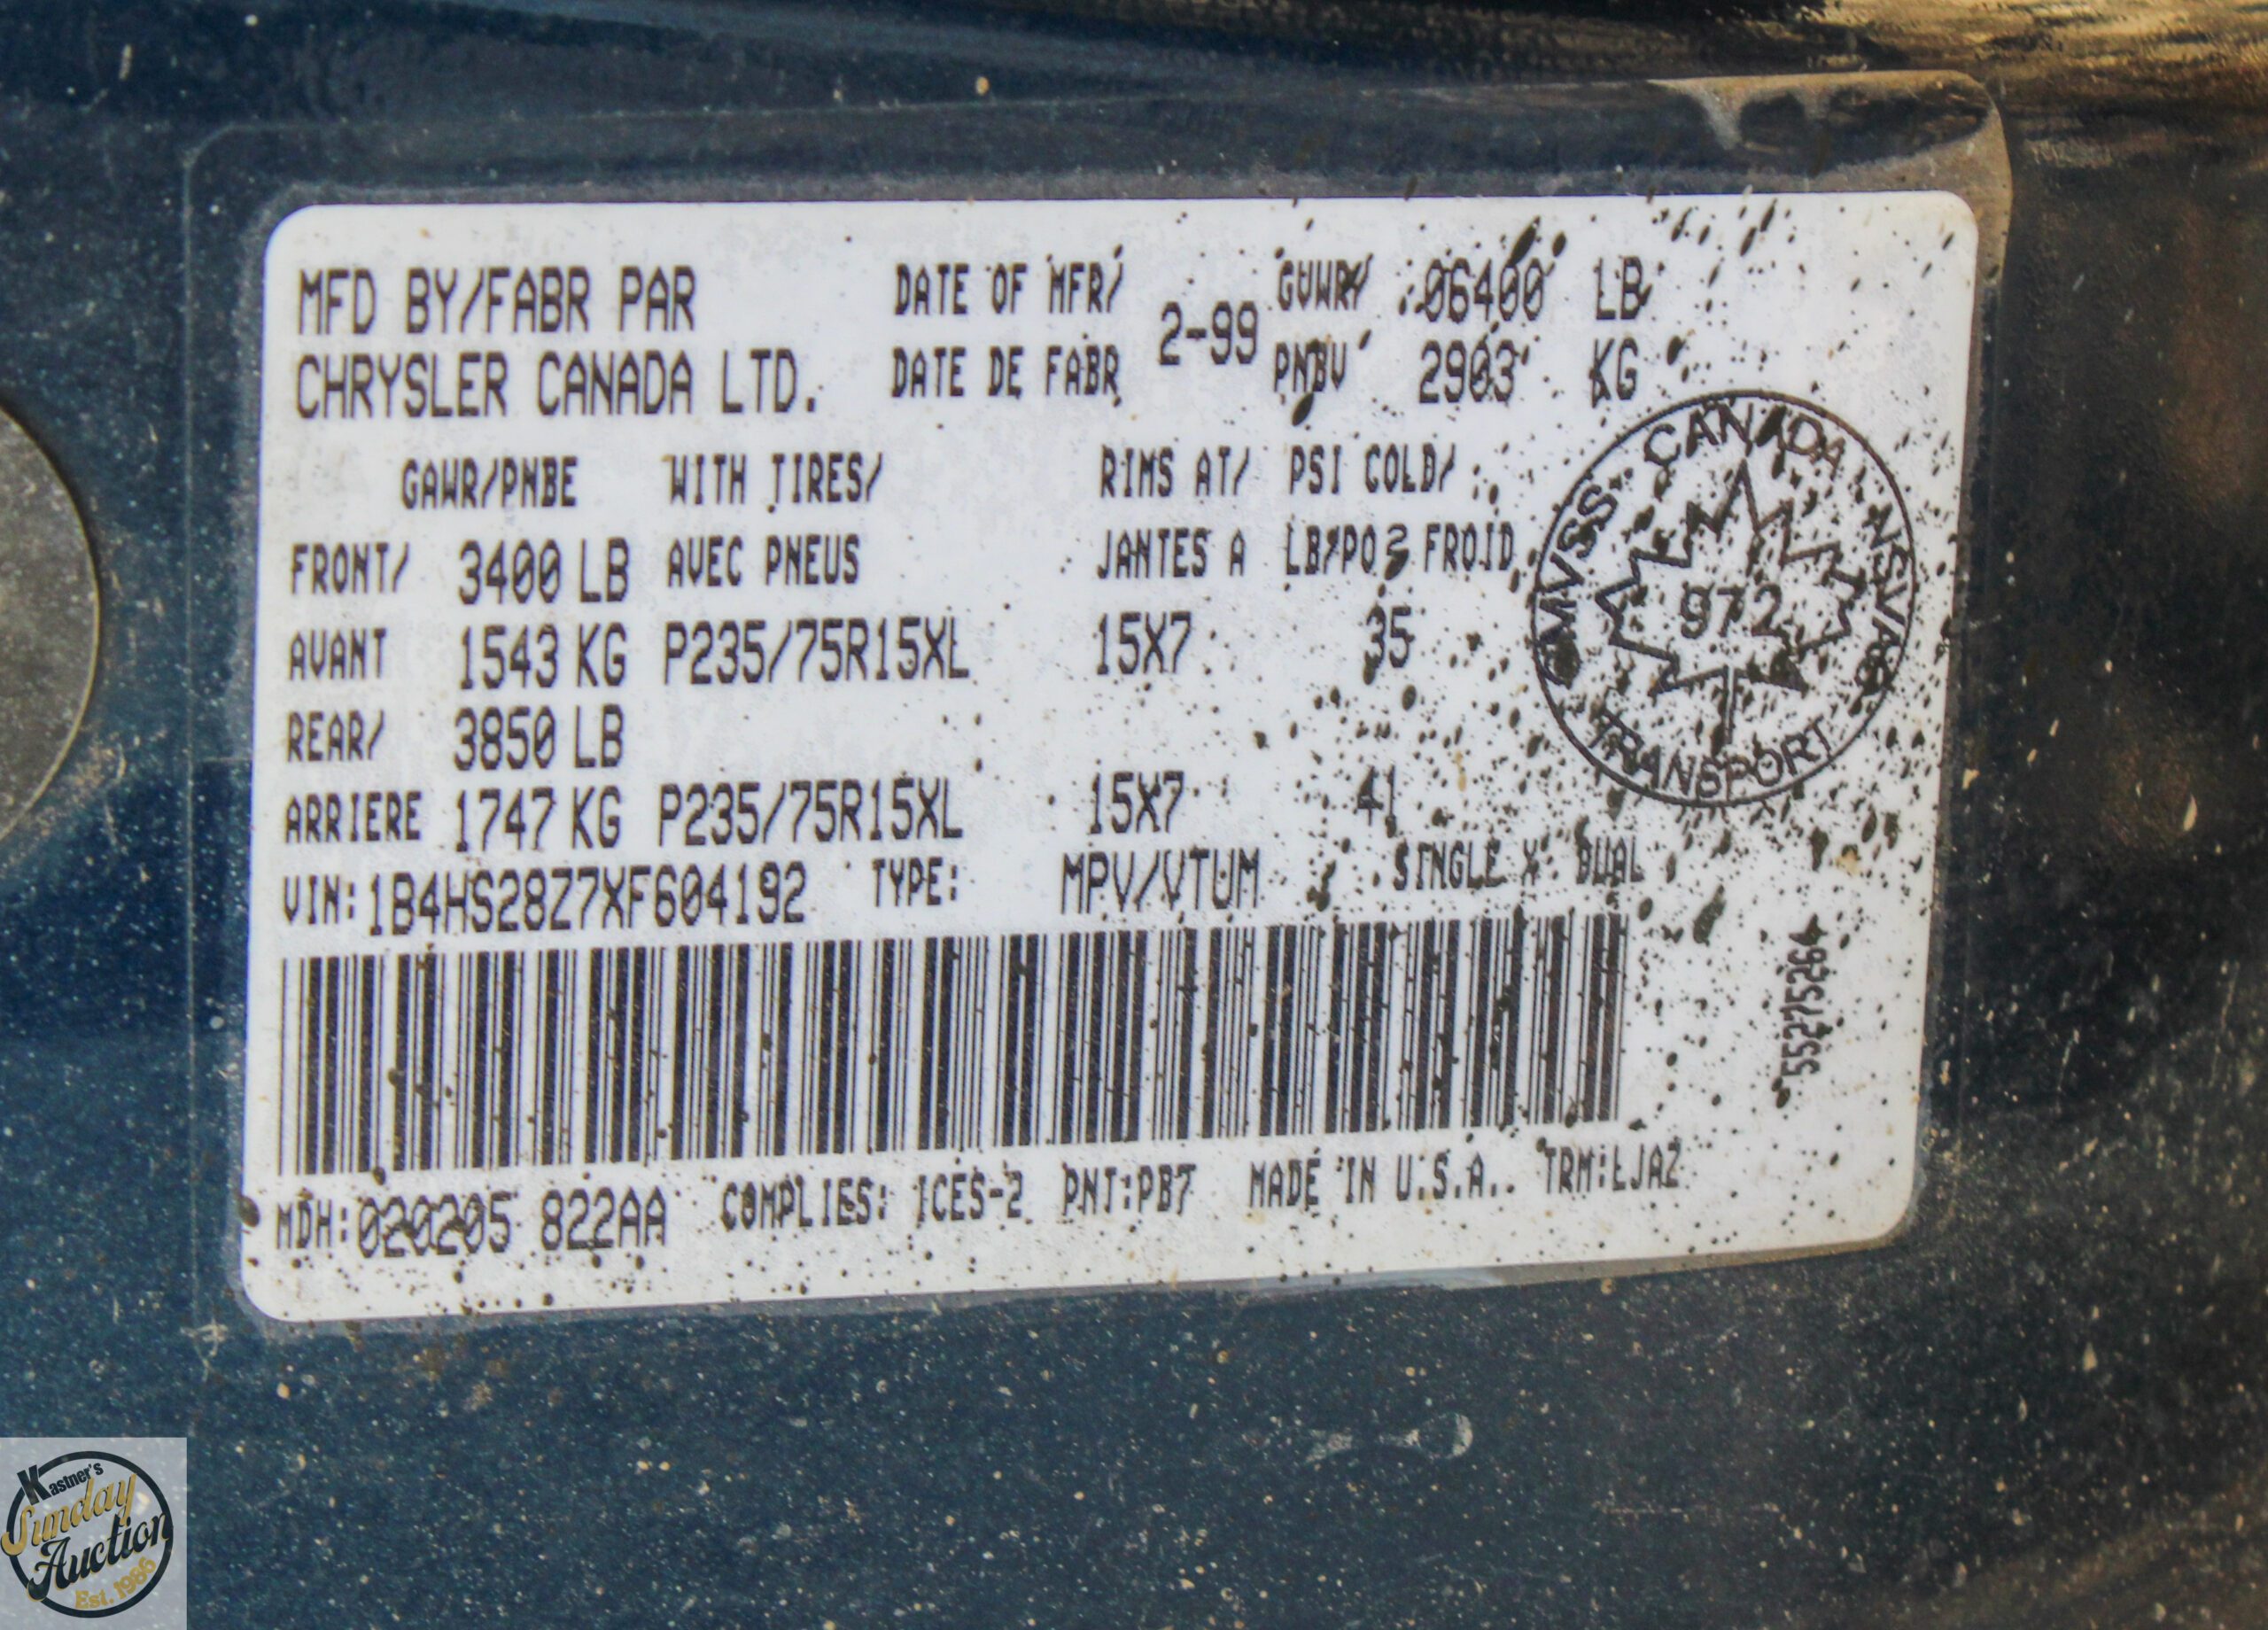 MFD BY/FABR PAR DATE OF MFR/ 2-99 GVWR/ 06400 LB
CHRYSLER CANADA LTD. DATE DE FABR PNBV 2903 KG
GAWR/PNBE WITH TIRES/ RIMS AT/ PSI COLD/
FRONT/ 3400 LB AVEC PNEUS JANTES A LB/PO2 FROID
AVANT 1543 KG P235/75R15XL 15X7 35
REAR/ 3850 LB
ARRIERE 1747 KG P235/75R15XL 15X7 41
VIN:1B4HS28Z7XF604192 TYPE: MPV/VTUM SINGLE X DUAL
MDH:020205 822AA COMPLIES: ICES-2 PNT:PB7 MADE IN U.S.A. TRM:LJAZ
CMVSS CANADA NSVAC
972
TRANSPORT
55275264
Kastner's
Sunday
Auction
Est. 1986